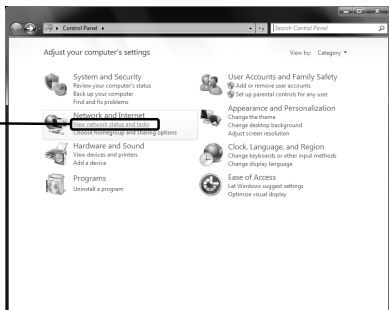 Control Panel
Search Control Panel
Adjust your computer's settings
View by: Category
System and Security
Review your computer's status
Back up your computer
Find and fix problems
Network and Internet
View network status and tasks
Choose homegroup and sharing options
Hardware and Sound
View devices and printers
Add a device
Programs
Uninstall a program
User Accounts and Family Safety
Add or remove user accounts
Set up parental controls for any user
Appearance and Personalization
Change the theme
Change desktop background
Adjust screen resolution
Clock, Language, and Region
Change keyboards or other input methods
Change display language
Ease of Access
Let Windows suggest settings
Optimize visual display